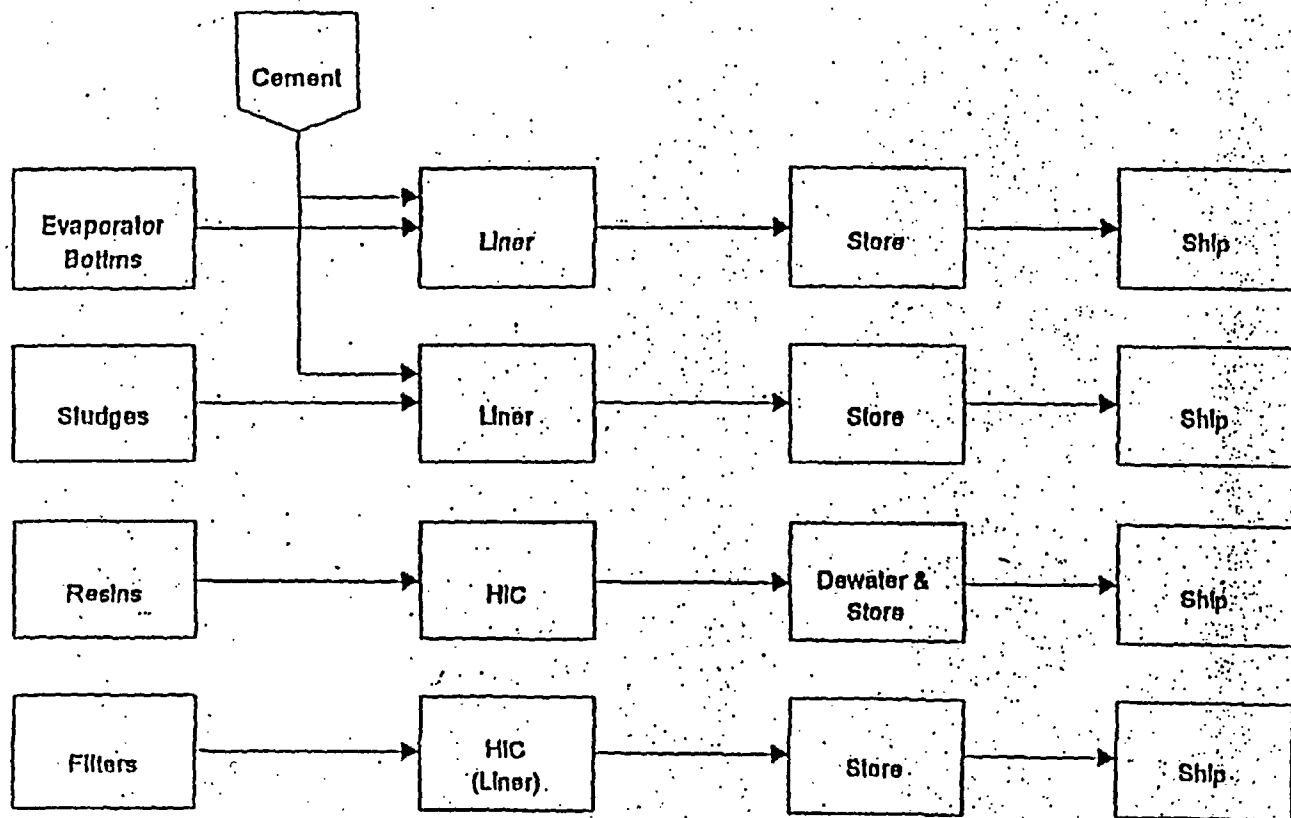 Cement
Evaporator
Bottms
Liner
Store
Ship
Sludges
Liner
Store
Ship
Resins
HIC
Dewater &
Store
Ship
Filters
HIC
(Liner)
Store
Ship